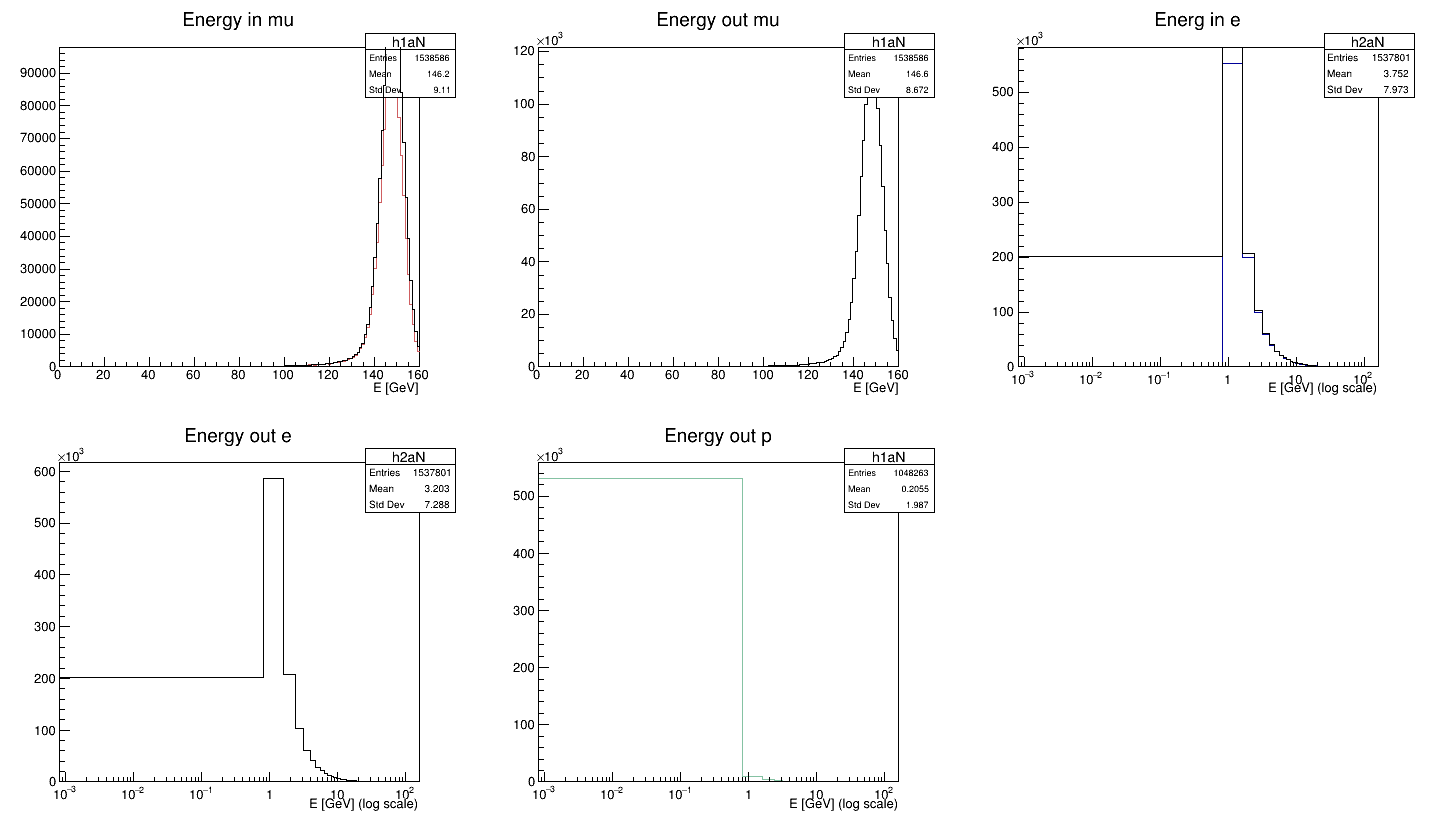 Energy in mu
h1aN
Entries 1538586
Mean 146.2
Std Dev 9.11
90000
80000
70000
60000
50000
40000
30000
20000
10000
0
0 20 40 60 80 100 120 140 160
E [GeV]
Energy out mu
×10³
h1aN
Entries 1538586
Mean 146.6
Std Dev 8.672
120
100
80
60
40
20
0
0 20 40 60 80 100 120 140 160
E [GeV]
Energ in e
×10³
h2aN
Entries 1537801
Mean 3.752
Std Dev 7.973
500
400
300
200
100
0
10⁻³ 10⁻² 10⁻¹ 1 10 10²
E [GeV] (log scale)
Energy out e
×10³
h2aN
Entries 1537801
Mean 3.203
Std Dev 7.288
600
500
400
300
200
100
0
10⁻³ 10⁻² 10⁻¹ 1 10 10²
E [GeV] (log scale)
Energy out p
×10³
h1aN
Entries 1048263
Mean 0.2055
Std Dev 1.987
500
400
300
200
100
0
10⁻³ 10⁻² 10⁻¹ 1 10 10²
E [GeV] (log scale)